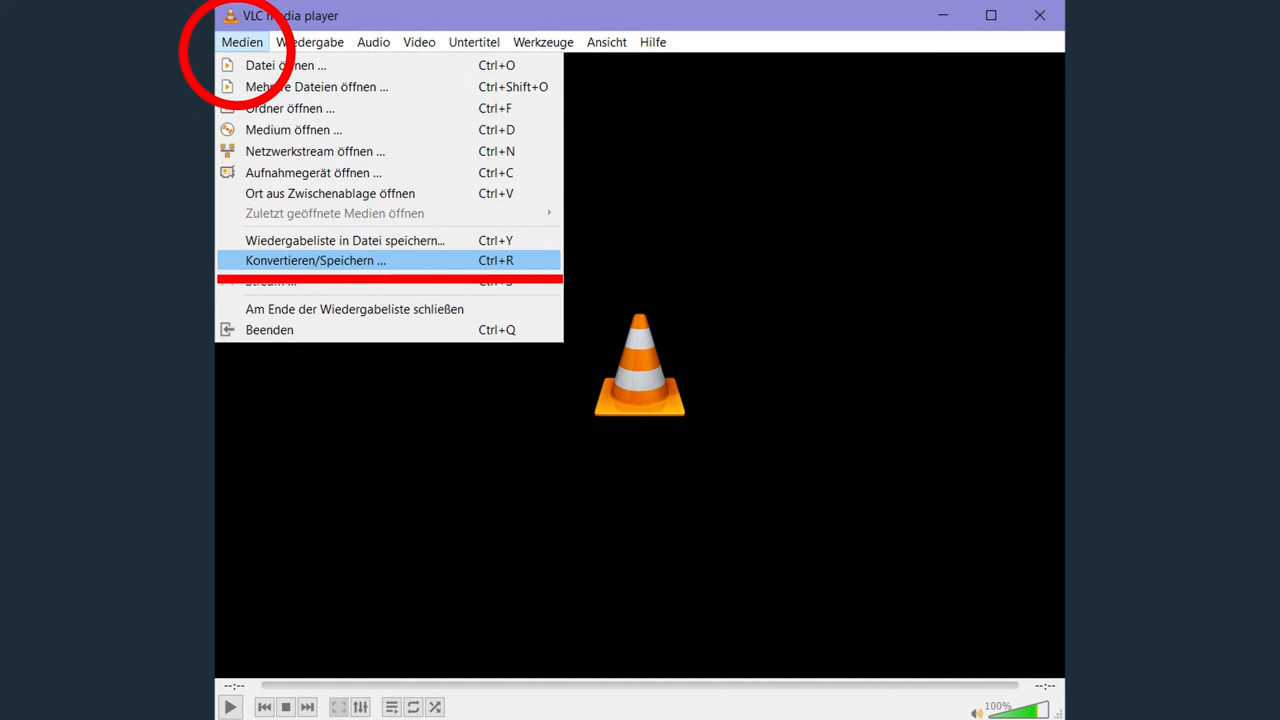 VLC media player
Medien Wiedergabe Audio Video Untertitel Werkzeuge Ansicht Hilfe
Datei öffnen ... Ctrl+O
Mehrere Dateien öffnen ... Ctrl+Shift+O
Ordner öffnen ... Ctrl+F
Medium öffnen ... Ctrl+D
Netzwerkstream öffnen ... Ctrl+N
Aufnahmegerät öffnen ... Ctrl+C
Ort aus Zwischenablage öffnen Ctrl+V
Zuletzt geöffnete Medien öffnen
Wiedergabeliste in Datei speichern... Ctrl+Y
Konvertieren/Speichern ... Ctrl+R
Stream ... Ctrl+S
Am Ende der Wiedergabeliste schließen
Beenden Ctrl+Q
--:-- --:--
100%